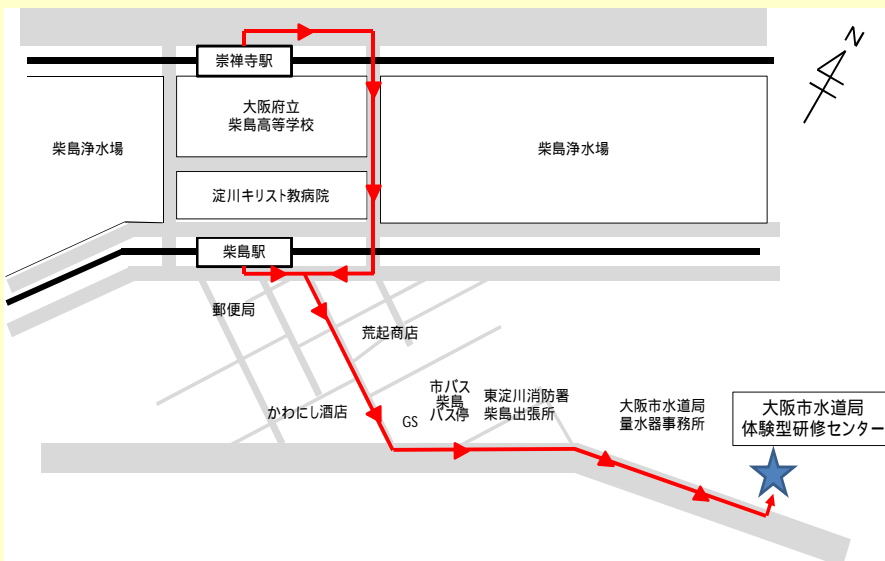 N
崇禅寺駅
大阪府立
柴島高等学校
柴島浄水場
柴島浄水場
淀川キリスト教病院
柴島駅
郵便局
荒起商店
かわにし酒店
GS
市バス
柴島
バス停
東淀川消防署
柴島出張所
大阪市水道局
量水器事務所
大阪市水道局
体験型研修センター